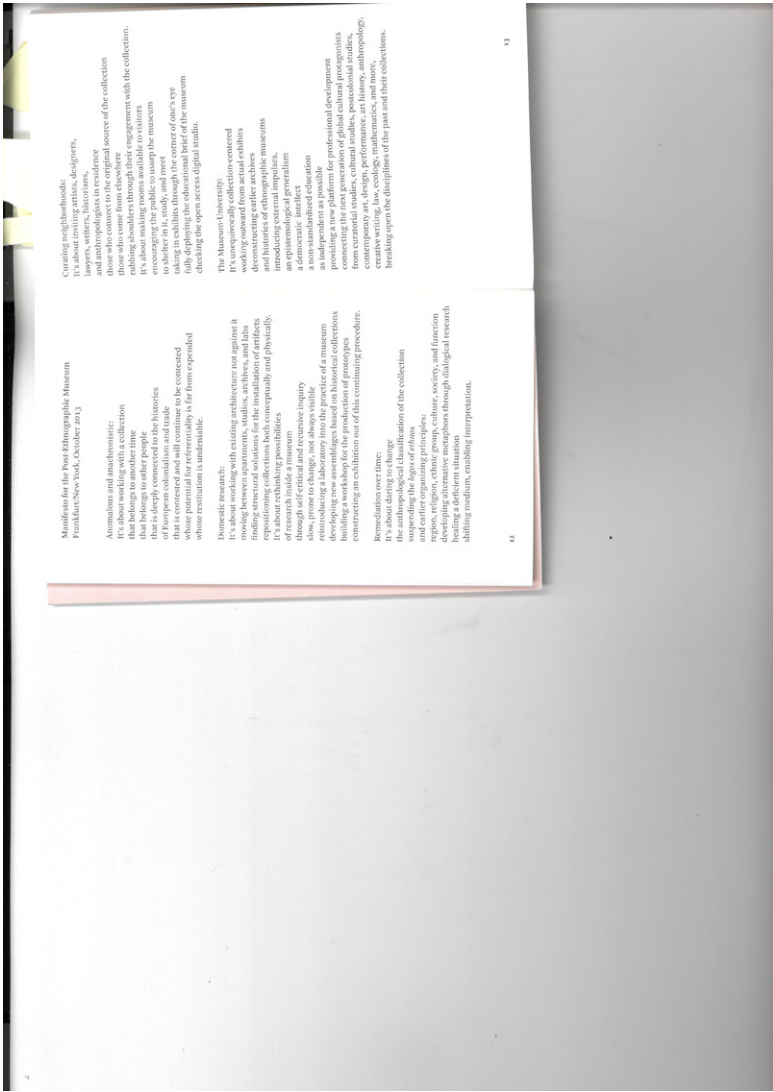 Manifesto for the Post-Ethnographic Museum
Frankfurt/New York, October 2013
Anomalous and anachronistic:
It's about working with a collection
that belongs to another time
that belongs to other people
that is deeply connected to the histories
of European colonialism and trade
that is contested and will continue to be contested
whose potential for referentiality is far from expended
whose restitution is undeniable.
Domestic research:
It's about working with existing architecture not against it
moving between apartments, studios, archives, and labs
finding structural solutions for the installation of artifacts
repositioning collections both conceptually and physically.
It's about rethinking possibilities
of research inside a museum
through self-critical and recursive inquiry
slow, prone to change, not always visible
reintroducing a laboratory into the practice of a museum
developing new assemblages based on historical collections
building a workshop for the production of prototypes
constructing an exhibition out of this continuing procedure.
Remediation over time:
It's about daring to change
the anthropological classification of the collection
suspending the logos of ethnos
and earlier organizing principles:
region, religion, ethnic group, culture, society, and function
developing alternative metaphors through dialogical research
healing a deficient situation
shifting medium, enabling interpretation.
12
Curating neighborhoods:
It's about inviting artists, designers,
lawyers, writers, historians,
and anthropologists in residence
those who connect to the original source of the collection
those who come from elsewhere
rubbing shoulders through their engagement with the collection.
It's about making rooms available to visitors
encouraging the public to usurp the museum
to shelter in it, study, and meet
taking in exhibits through the corner of one's eye
fully deploying the educational brief of the museum
checking the open access digital studio.
The Museum-University:
It's unequivocally collection-centered
working outward from actual exhibits
deconstructing earlier archives
and histories of ethnographic museums
introducing external impulses,
an epistemological generalism
a democratic intellect
a non-standardized education
as independent as possible
providing a new platform for professional development
connecting the next generation of global cultural protagonists
from curatorial studies, cultural studies, postcolonial studies,
contemporary art, design, performance, art history, anthropology,
creative writing, law, ecology, mathematics, and more,
breaking open the disciplines of the past and their collections.
13